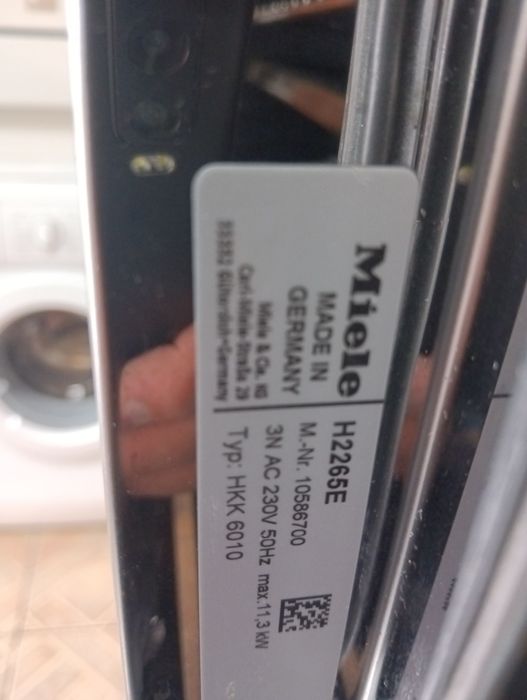 Miele
MADE IN
GERMANY
Miele & Cie. KG
Carl-Miele-Straße 29
33332 Gütersloh-Germany
H2265E
M.-Nr. 10586700
3N AC 230V 50Hz max.11,3 kW
Typ: HKK 6010